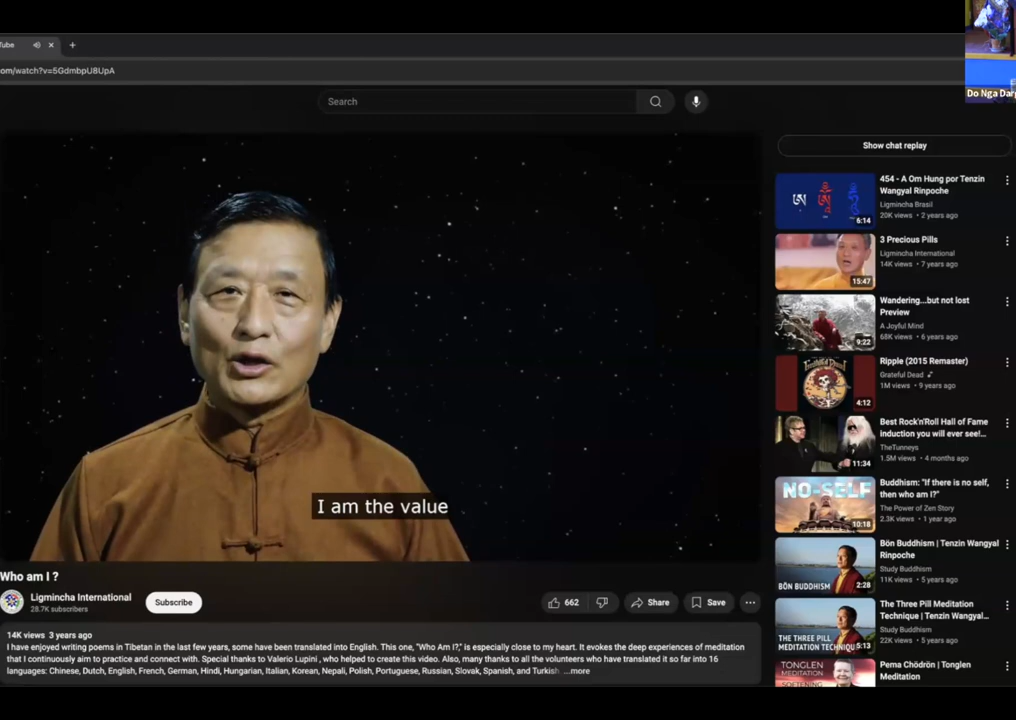 Tube
com/watch?v=5GdmbpU8UpA
Search
Do Nga Darg
I am the value
Who am I ?
Ligmincha International
28.7K subscribers
Subscribe
662
Share
Save
14K views 3 years ago
I have enjoyed writing poems in Tibetan in the last few years, some have been translated into English. This one, "Who Am I?," is especially close to my heart. It evokes the deep experiences of meditation
that I continuously aim to practice and connect with. Special thanks to Valerio Lupini , who helped to create this video. Also, many thanks to all the volunteers who have translated it so far into 16
languages: Chinese, Dutch, English, French, German, Hindi, Hungarian, Italian, Korean, Nepali, Polish, Portuguese, Russian, Slovak, Spanish, and Turkish ...more
Show chat replay
6:14
454 - A Om Hung por Tenzin
Wangyal Rinpoche
Ligmincha Brasil
20K views • 2 years ago
15:47
3 Precious Pills
Ligmincha International
14K views • 7 years ago
9:22
Wandering...but not lost
Preview
A Joyful Mind
68K views • 6 years ago
4:12
Ripple (2015 Remaster)
Grateful Dead
1M views • 9 years ago
11:34
Best Rock'n'Roll Hall of Fame
Induction you will ever see!...
TheTunneys
1.5M views • 4 months ago
NO-SELF
10:18
Buddhism: "If there is no self,
then who am I?"
The Power of Zen Story
2.3K views • 1 year ago
BÖN BUDDHISM
2:28
Bön Buddhism | Tenzin Wangyal
Rinpoche
Study Buddhism
11K views • 5 years ago
THE THREE PILL
MEDITATION TECHNIQU
5:13
The Three Pill Meditation
Technique | Tenzin Wangyal...
Study Buddhism
22K views • 5 years ago
TONGLEN
MEDITATION
Pema Chödrön | Tonglen
Meditation